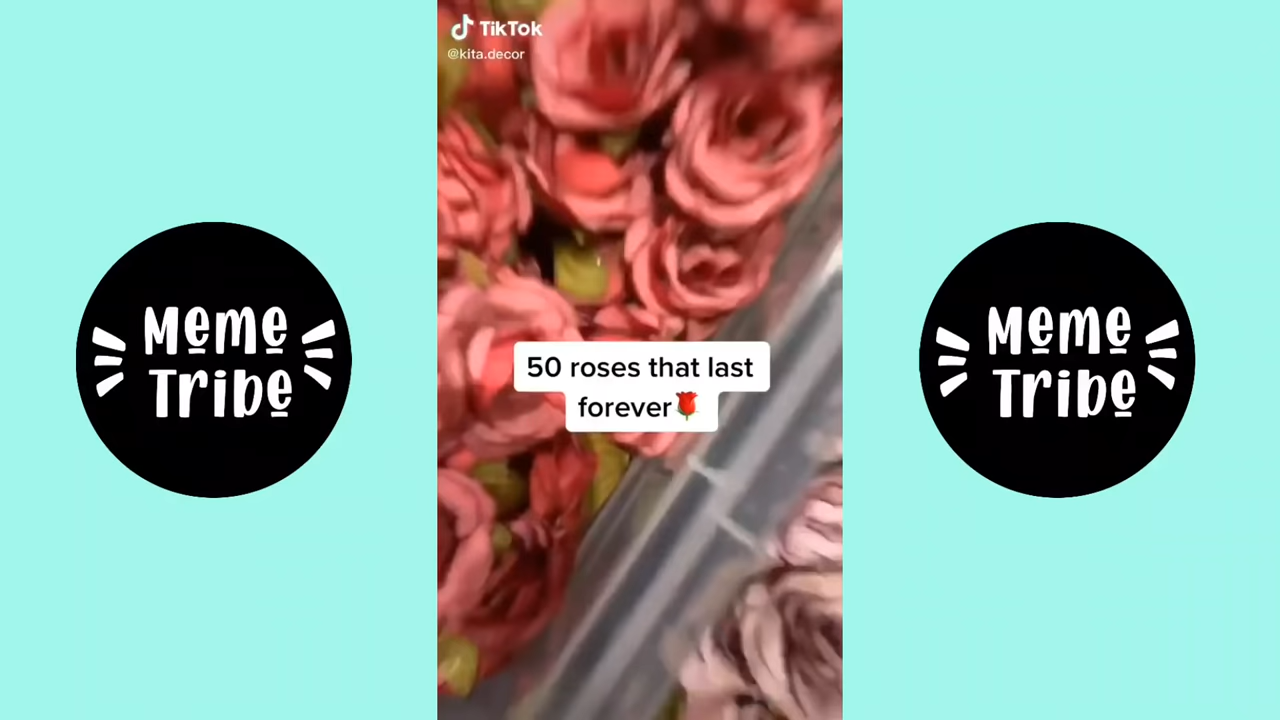 TikTok
@kita.decor
50 roses that last
forever🌹
Meme
Tribe
Meme
Tribe